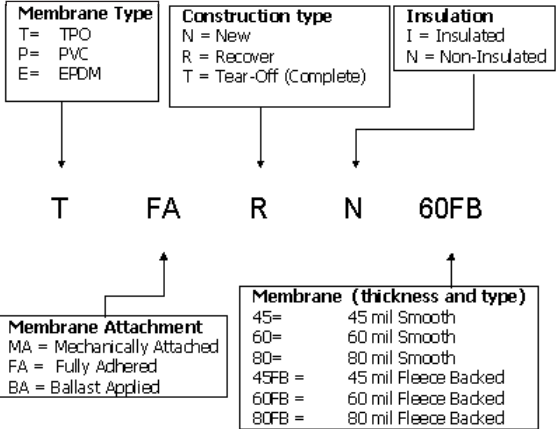 Membrane Type
T= TPO
P= PVC
E= EPDM
Construction type
N = New
R = Recover
T = Tear-Off (Complete)
Insulation
I = Insulated
N = Non-Insulated
T FA R N 60FB
Membrane Attachment
MA = Mechanically Attached
FA = Fully Adhered
BA = Ballast Applied
Membrane (thickness and type)
45= 45 mil Smooth
60= 60 mil Smooth
80= 80 mil Smooth
45FB = 45 mil Fleece Backed
60FB = 60 mil Fleece Backed
80FB = 80 mil Fleece Backed